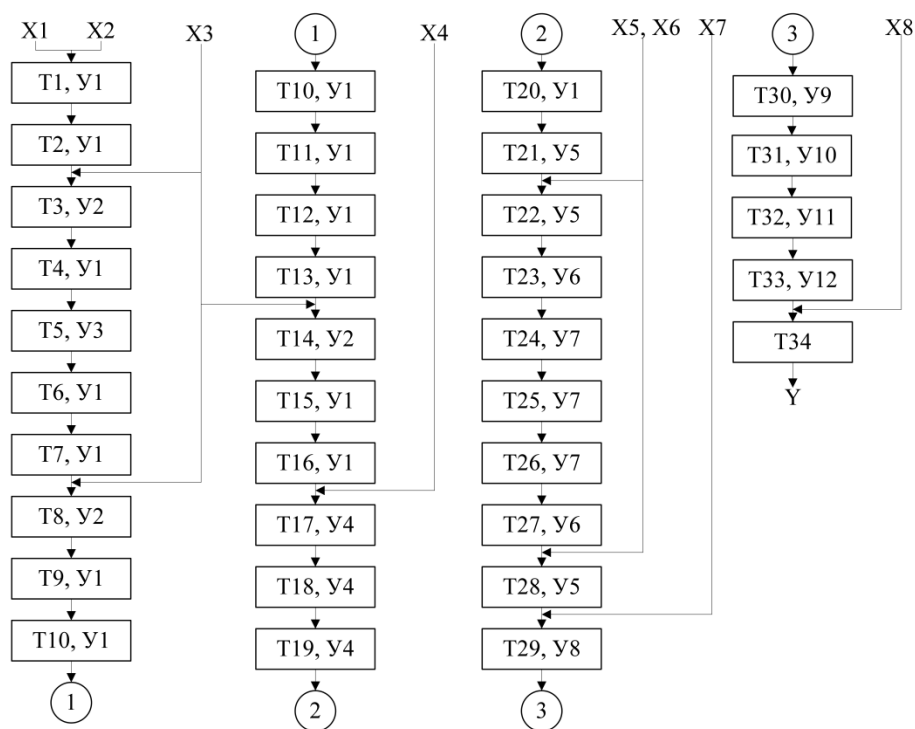 X1
X2
Т1, У1
Т2, У1
Т3, У2
Т4, У1
Т5, У3
Т6, У1
Т7, У1
Т8, У2
Т9, У1
Т10, У1
1
X3
1
Т10, У1
Т11, У1
Т12, У1
Т13, У1
Т14, У2
Т15, У1
Т16, У1
Т17, У4
Т18, У4
Т19, У4
2
X4
2
Т20, У1
Т21, У5
Т22, У5
Т23, У6
Т24, У7
Т25, У7
Т26, У7
Т27, У6
Т28, У5
Т29, У8
3
X5, X6
X7
3
Т30, У9
Т31, У10
Т32, У11
Т33, У12
Т34
Y
X8